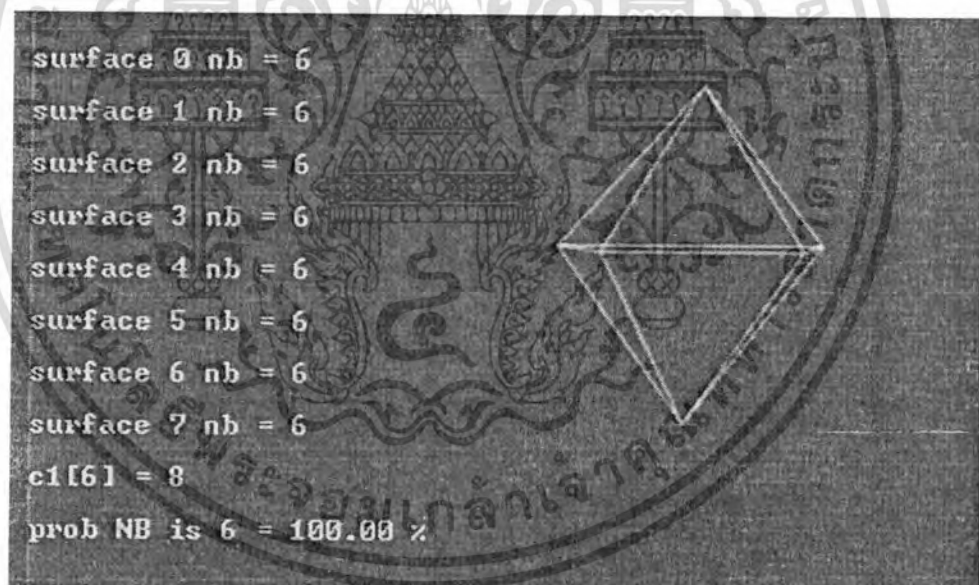 surface 0 nb = 6
surface 1 nb = 6
surface 2 nb = 6
surface 3 nb = 6
surface 4 nb = 6
surface 5 nb = 6
surface 6 nb = 6
surface 7 nb = 6
c1[6] = 8
prob NB is 6 = 100.00 %